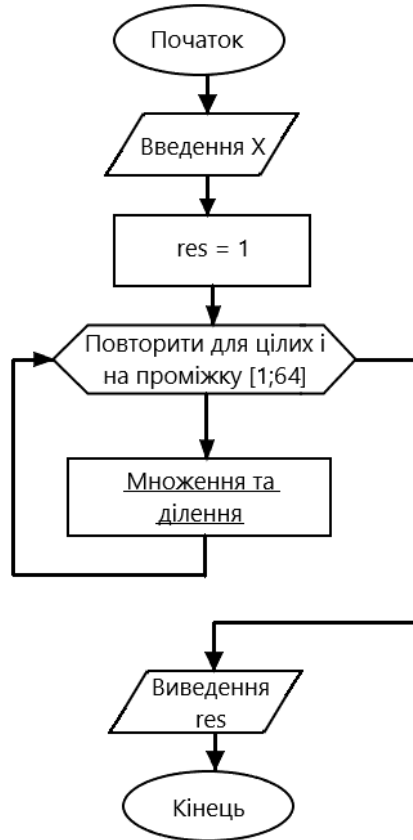 Початок
Введення X
res = 1
Повторити для цілих і
на проміжку [1;64]
Множення та
ділення
Виведення
res
Кінець